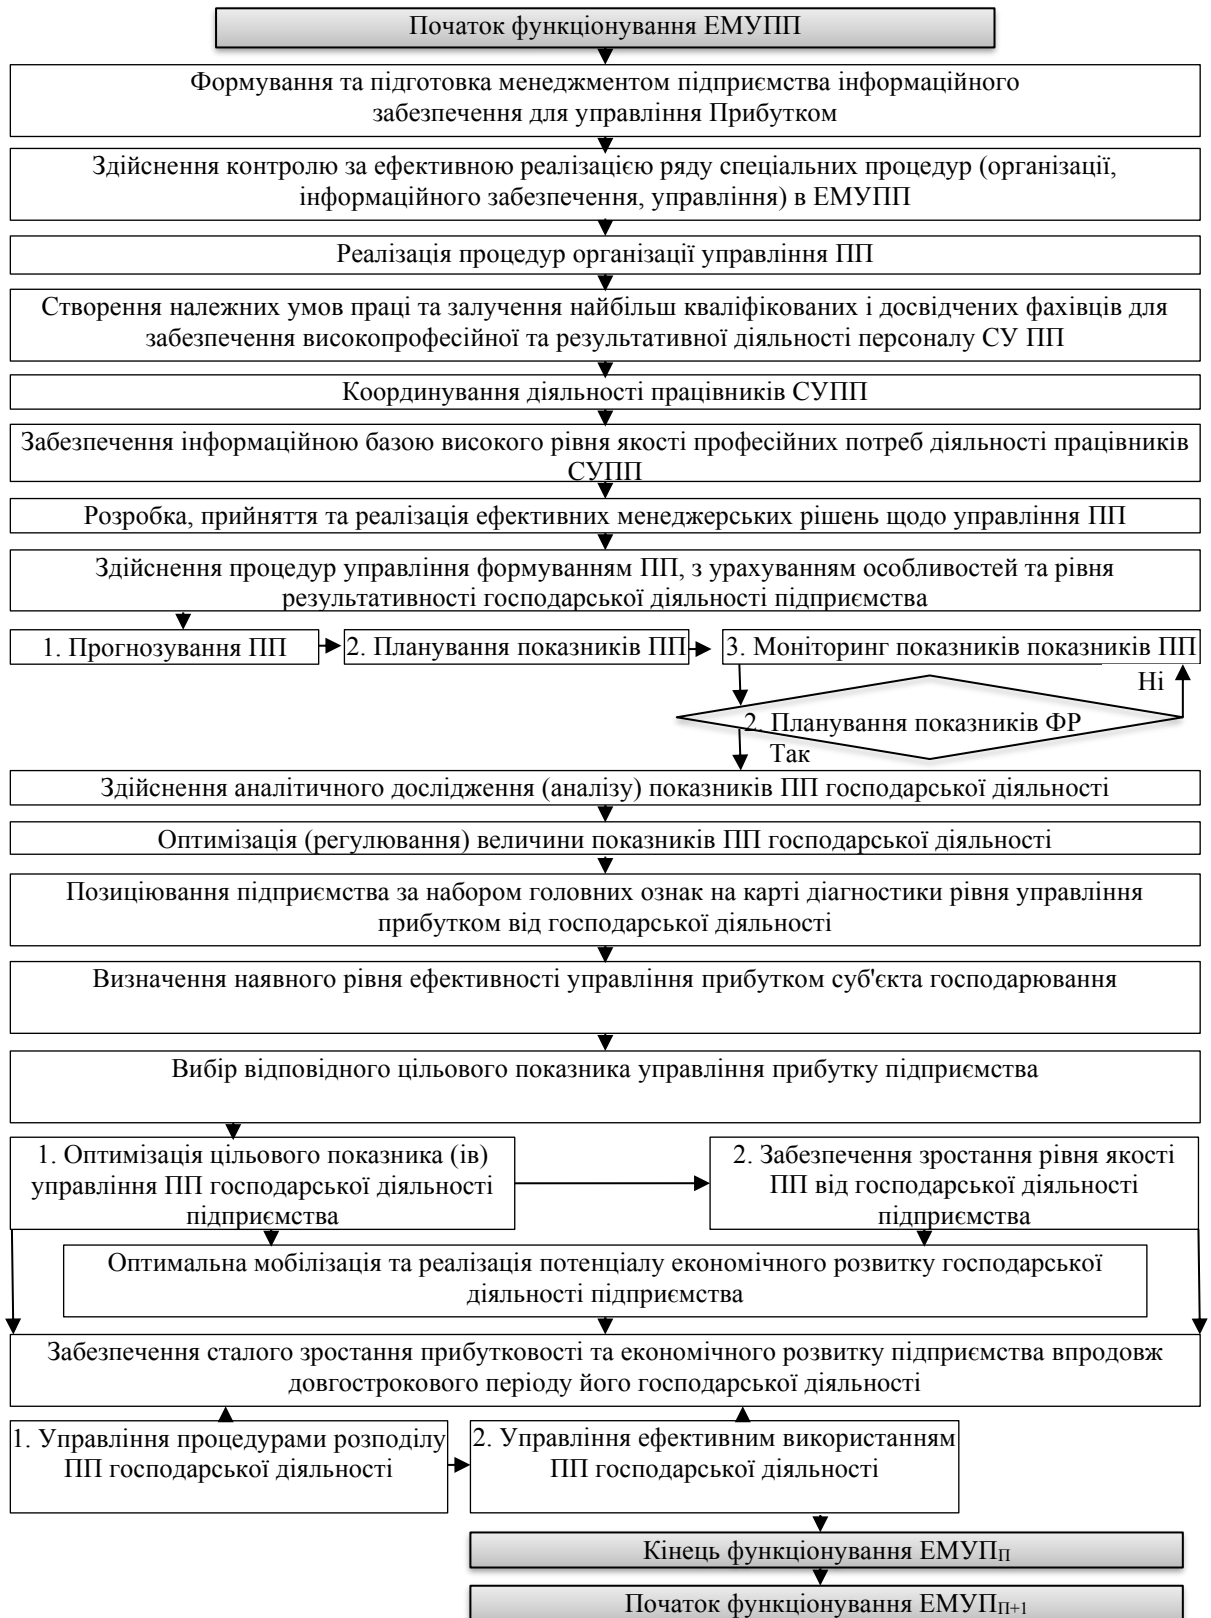 Початок функціонування ЕМУПП
Формування та підготовка менеджментом підприємства інформаційного
забезпечення для управління Прибутком
Здійснення контролю за ефективною реалізацією ряду спеціальних процедур (організації,
інформаційного забезпечення, управління) в ЕМУПП
Реалізація процедур організації управління ПП
Створення належних умов праці та залучення найбільш кваліфікованих і досвідчених фахівців для
забезпечення високопрофесійної та результативної діяльності персоналу СУ ПП
Координування діяльності працівників СУПП
Забезпечення інформаційною базою високого рівня якості професійних потреб діяльності працівників
СУПП
Розробка, прийняття та реалізація ефективних менеджерських рішень щодо управління ПП
Здійснення процедур управління формуванням ПП, з урахуванням особливостей та рівня
результативності господарської діяльності підприємства
1. Прогнозування ПП
2. Планування показників ПП
3. Моніторинг показників показників ПП
Ні
2. Планування показників ФР
Так
Здійснення аналітичного дослідження (аналізу) показників ПП господарської діяльності
Оптимізація (регулювання) величини показників ПП господарської діяльності
Позиціювання підприємства за набором головних ознак на карті діагностики рівня управління
прибутком від господарської діяльності
Визначення наявного рівня ефективності управління прибутком суб'єкта господарювання
Вибір відповідного цільового показника управління прибутку підприємства
1. Оптимізація цільового показника (ів)
управління ПП господарської діяльності
підприємства
2. Забезпечення зростання рівня якості
ПП від господарської діяльності
підприємства
Оптимальна мобілізація та реалізація потенціалу економічного розвитку господарської
діяльності підприємства
Забезпечення сталого зростання прибутковості та економічного розвитку підприємства впродовж
довгострокового періоду його господарської діяльності
1. Управління процедурами розподілу
ПП господарської діяльності
2. Управління ефективним використанням
ПП господарської діяльності
Кінець функціонування ЕМУПП
Початок функціонування ЕМУПП+1